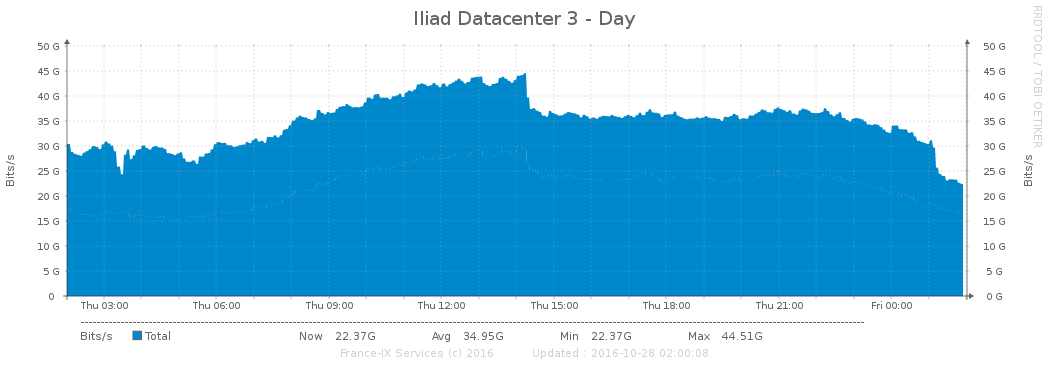 Iliad Datacenter 3 - Day
RRDTOOL / TOBI OETIKER
50 G 50 G
45 G 45 G
40 G 40 G
35 G 35 G
30 G 30 G
25 G 25 G
20 G 20 G
15 G 15 G
10 G 10 G
5 G 5 G
0 0 G
Bits/s
Bits/s
Thu 03:00 Thu 06:00 Thu 09:00 Thu 12:00 Thu 15:00 Thu 18:00 Thu 21:00 Fri 00:00
Bits/s Total Now 22.37G Avg 34.95G Min 22.37G Max 44.51G
France-IX Services (c) 2016 Updated : 2016-10-28 02:00:08